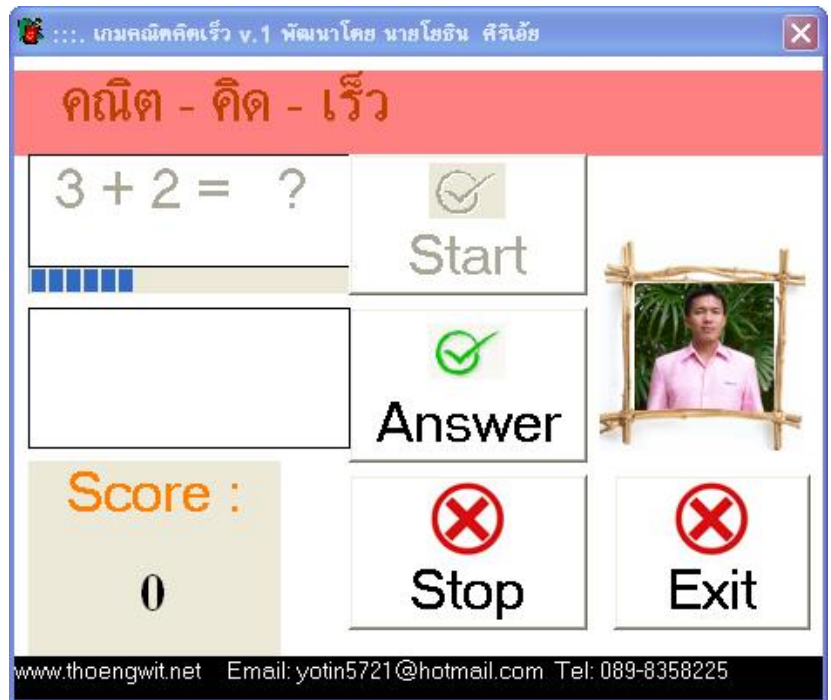 :::. เกมคณิตคิดเร็ว v.1 พัฒนาโดย นายโยธิน ศิริเอ้ย
คณิต - คิด - เร็ว
3 + 2 = ?
Start
Answer
Score :
0
Stop
Exit
www.thoengwit.net Email: yotin5721@hotmail.com Tel: 089-8358225